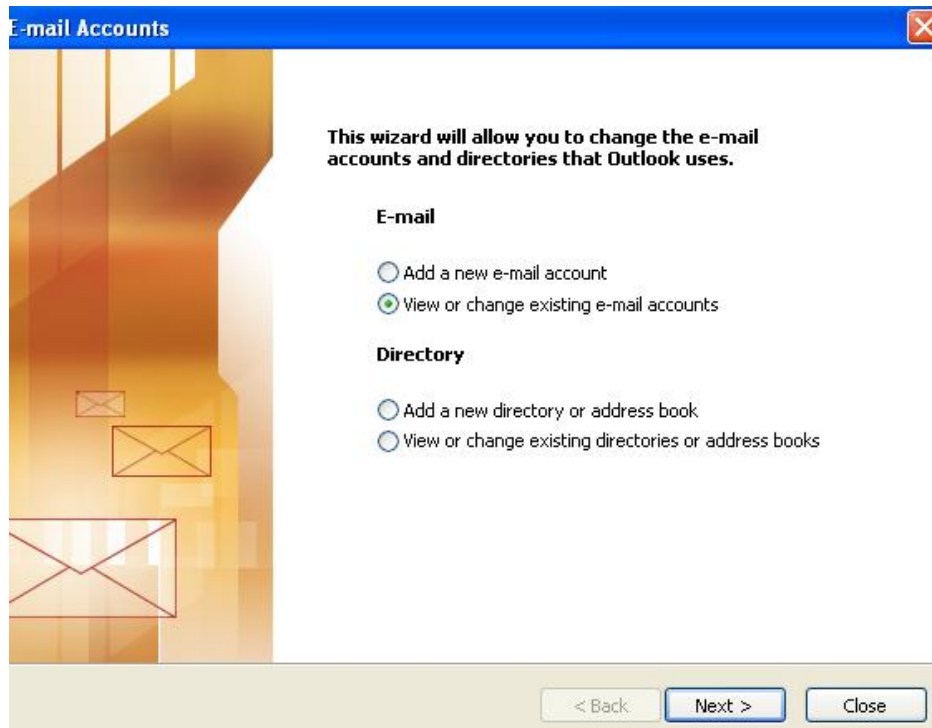 E-mail Accounts
This wizard will allow you to change the e-mail
accounts and directories that Outlook uses.
E-mail
Add a new e-mail account
View or change existing e-mail accounts
Directory
Add a new directory or address book
View or change existing directories or address books
< Back
Next >
Close